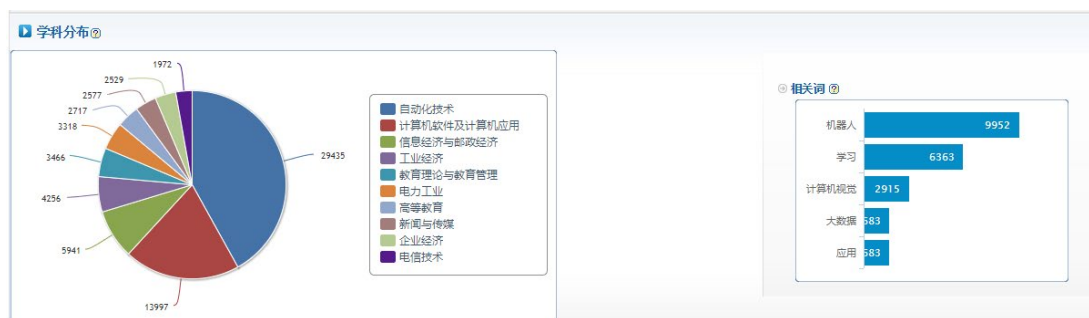 学科分布
1972
2529
2577
2717
3318
3466
4256
5941
13997
29435
自动化技术
计算机软件及计算机应用
信息经济与邮政经济
工业经济
教育理论与教育管理
电力工业
高等教育
新闻与传媒
企业经济
电信技术
相关词
机器人 9952
学习 6363
计算机视觉 2915
大数据
应用